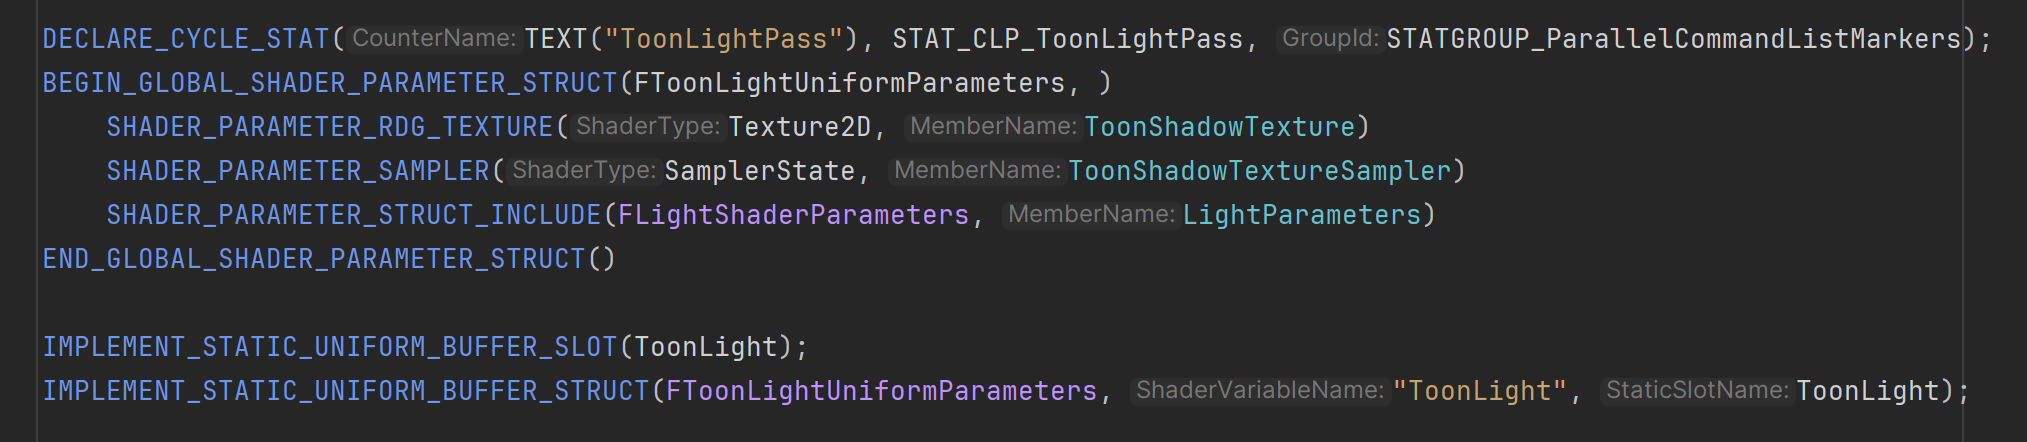 DECLARE_CYCLE_STAT(CounterName:TEXT("ToonLightPass"), STAT_CLP_ToonLightPass, GroupId:STATGROUP_ParallelCommandListMarkers);
BEGIN_GLOBAL_SHADER_PARAMETER_STRUCT(FToonLightUniformParameters, )
SHADER_PARAMETER_RDG_TEXTURE(ShaderType:Texture2D, MemberName:ToonShadowTexture)
SHADER_PARAMETER_SAMPLER(ShaderType:SamplerState, MemberName:ToonShadowTextureSampler)
SHADER_PARAMETER_STRUCT_INCLUDE(FLightShaderParameters, MemberName:LightParameters)
END_GLOBAL_SHADER_PARAMETER_STRUCT()
IMPLEMENT_STATIC_UNIFORM_BUFFER_SLOT(ToonLight);
IMPLEMENT_STATIC_UNIFORM_BUFFER_STRUCT(FToonLightUniformParameters, ShaderVariableName:"ToonLight", StaticSlotName:ToonLight);